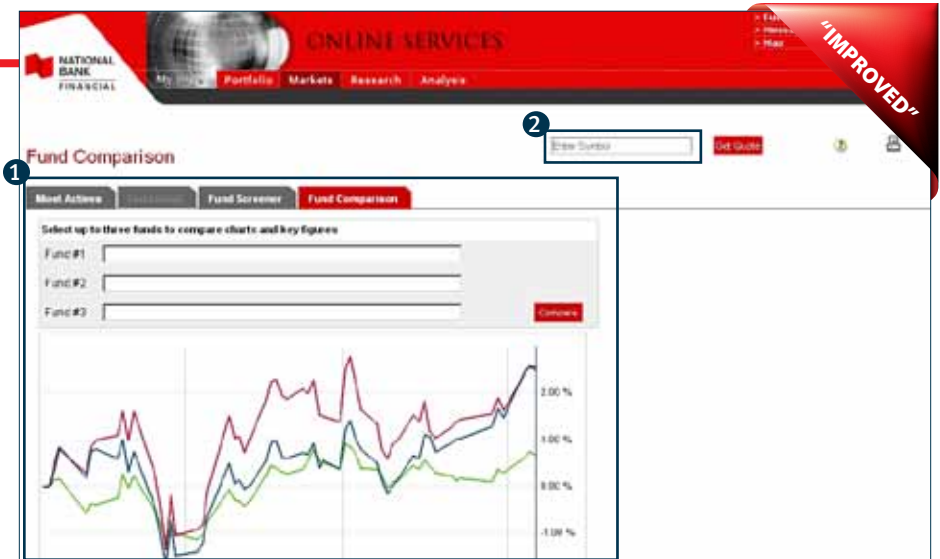 NATIONAL
BANK
FINANCIAL
ONLINE SERVICES
"IMPROVED"
My
Portfolio Markets Research Analysis
2
Enter Symbol
Get Quote
Fund Comparison
1
Most Actives
Fund Screener Fund Comparison
Select up to three funds to compare charts and key figures
Fund #1
Fund #2
Fund #3
Compare
2.00 %
1.00 %
0.00 %
-1.00 %